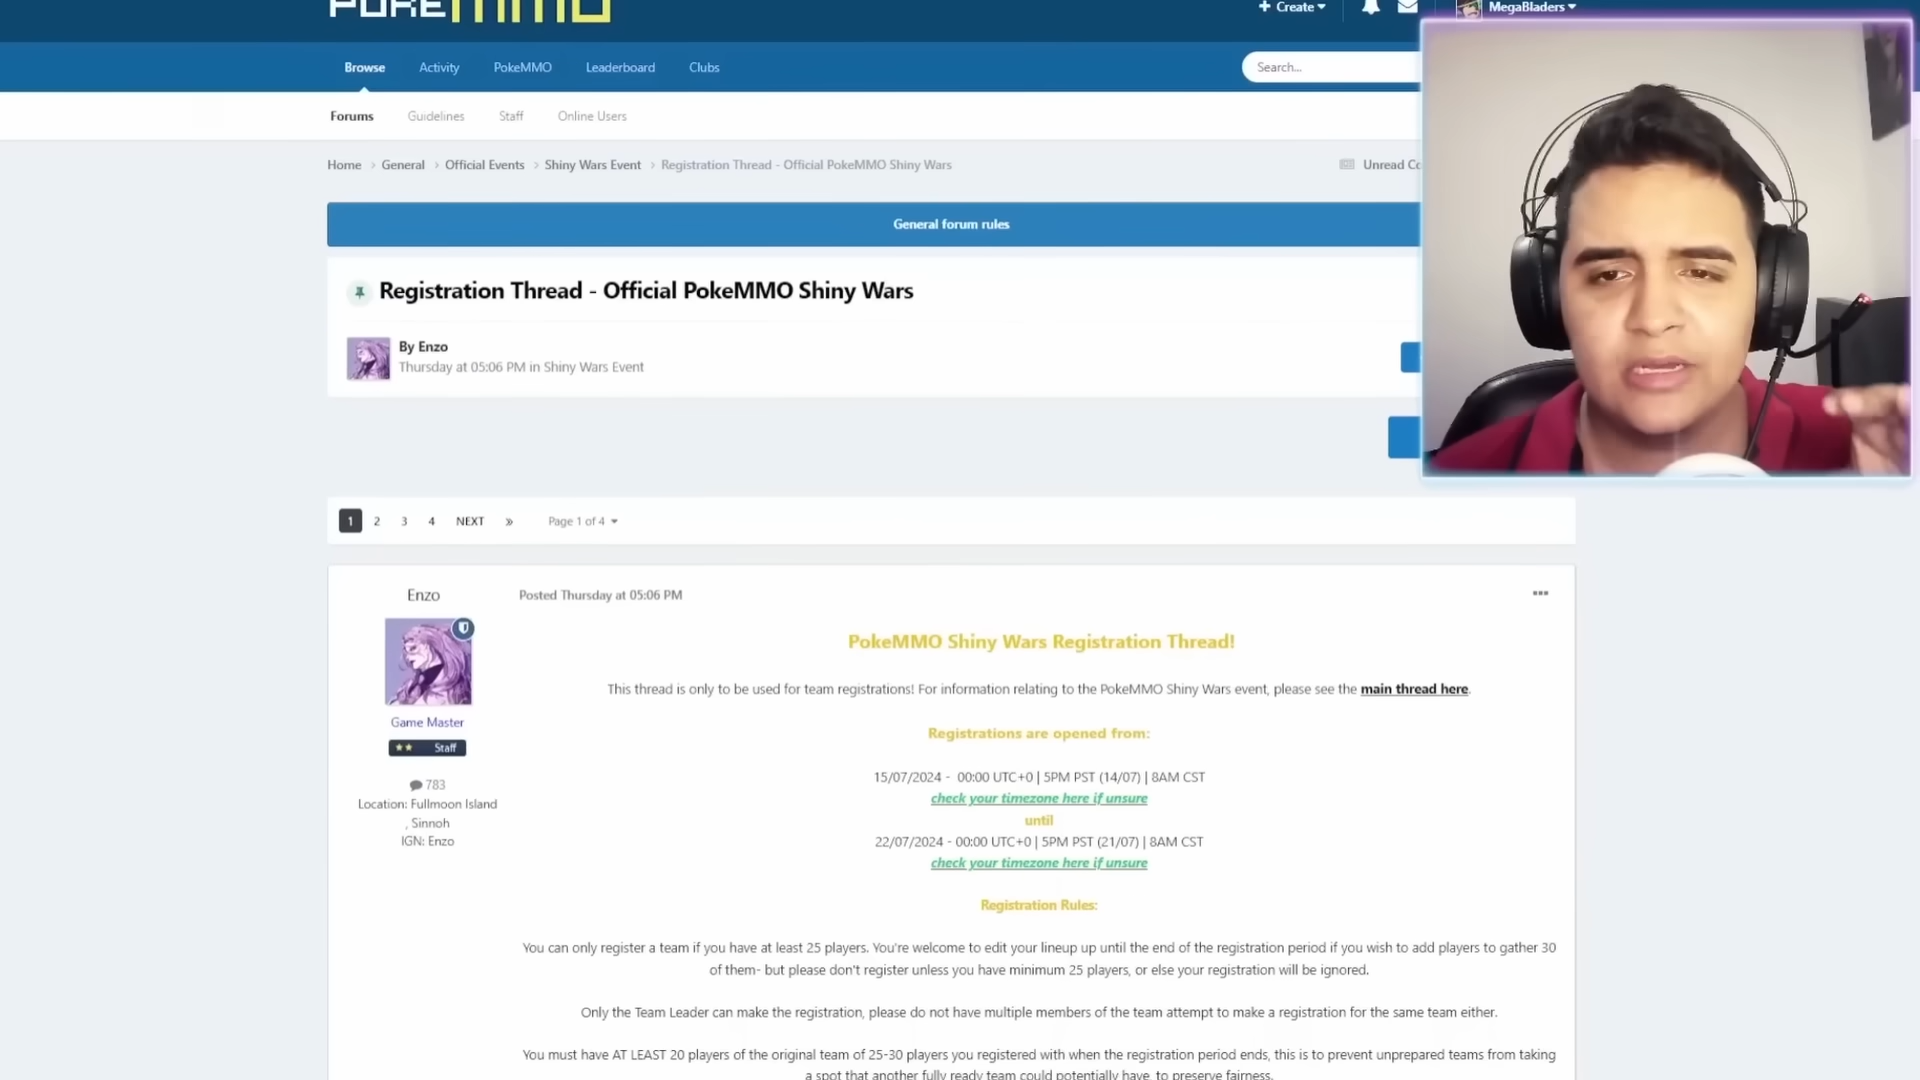 POKEMMO
+ Create
MegaBladers
Browse
Activity
PokeMMO
Leaderboard
Clubs
Search...
Forums
Guidelines
Staff
Online Users
Home > General > Official Events > Shiny Wars Event > Registration Thread - Official PokeMMO Shiny Wars
Unread
General forum rules
Registration Thread - Official PokeMMO Shiny Wars
By Enzo
Thursday at 05:06 PM in Shiny Wars Event
1 2 3 4 NEXT » Page 1 of 4
Enzo
Posted Thursday at 05:06 PM
PokeMMO Shiny Wars Registration Thread!
This thread is only to be used for team registrations! For information relating to the PokeMMO Shiny Wars event, please see the main thread here.
Game Master
Staff
Registrations are opened from:
783
Location: Fullmoon Island
, Sinnoh
IGN: Enzo
15/07/2024 - 00:00 UTC+0 | 5PM PST (14/07) | 8AM CST
check your timezone here if unsure
until
22/07/2024 - 00:00 UTC+0 | 5PM PST (21/07) | 8AM CST
check your timezone here if unsure
Registration Rules:
You can only register a team if you have at least 25 players. You're welcome to edit your lineup up until the end of the registration period if you wish to add players to gather 30
of them- but please don't register unless you have minimum 25 players, or else your registration will be ignored.
Only the Team Leader can make the registration, please do not have multiple members of the team attempt to make a registration for the same team either.
You must have AT LEAST 20 players of the original team of 25-30 players you registered with when the registration period ends, this is to prevent unprepared teams from taking
a spot that another fully ready team could potentially have, to preserve fairness.